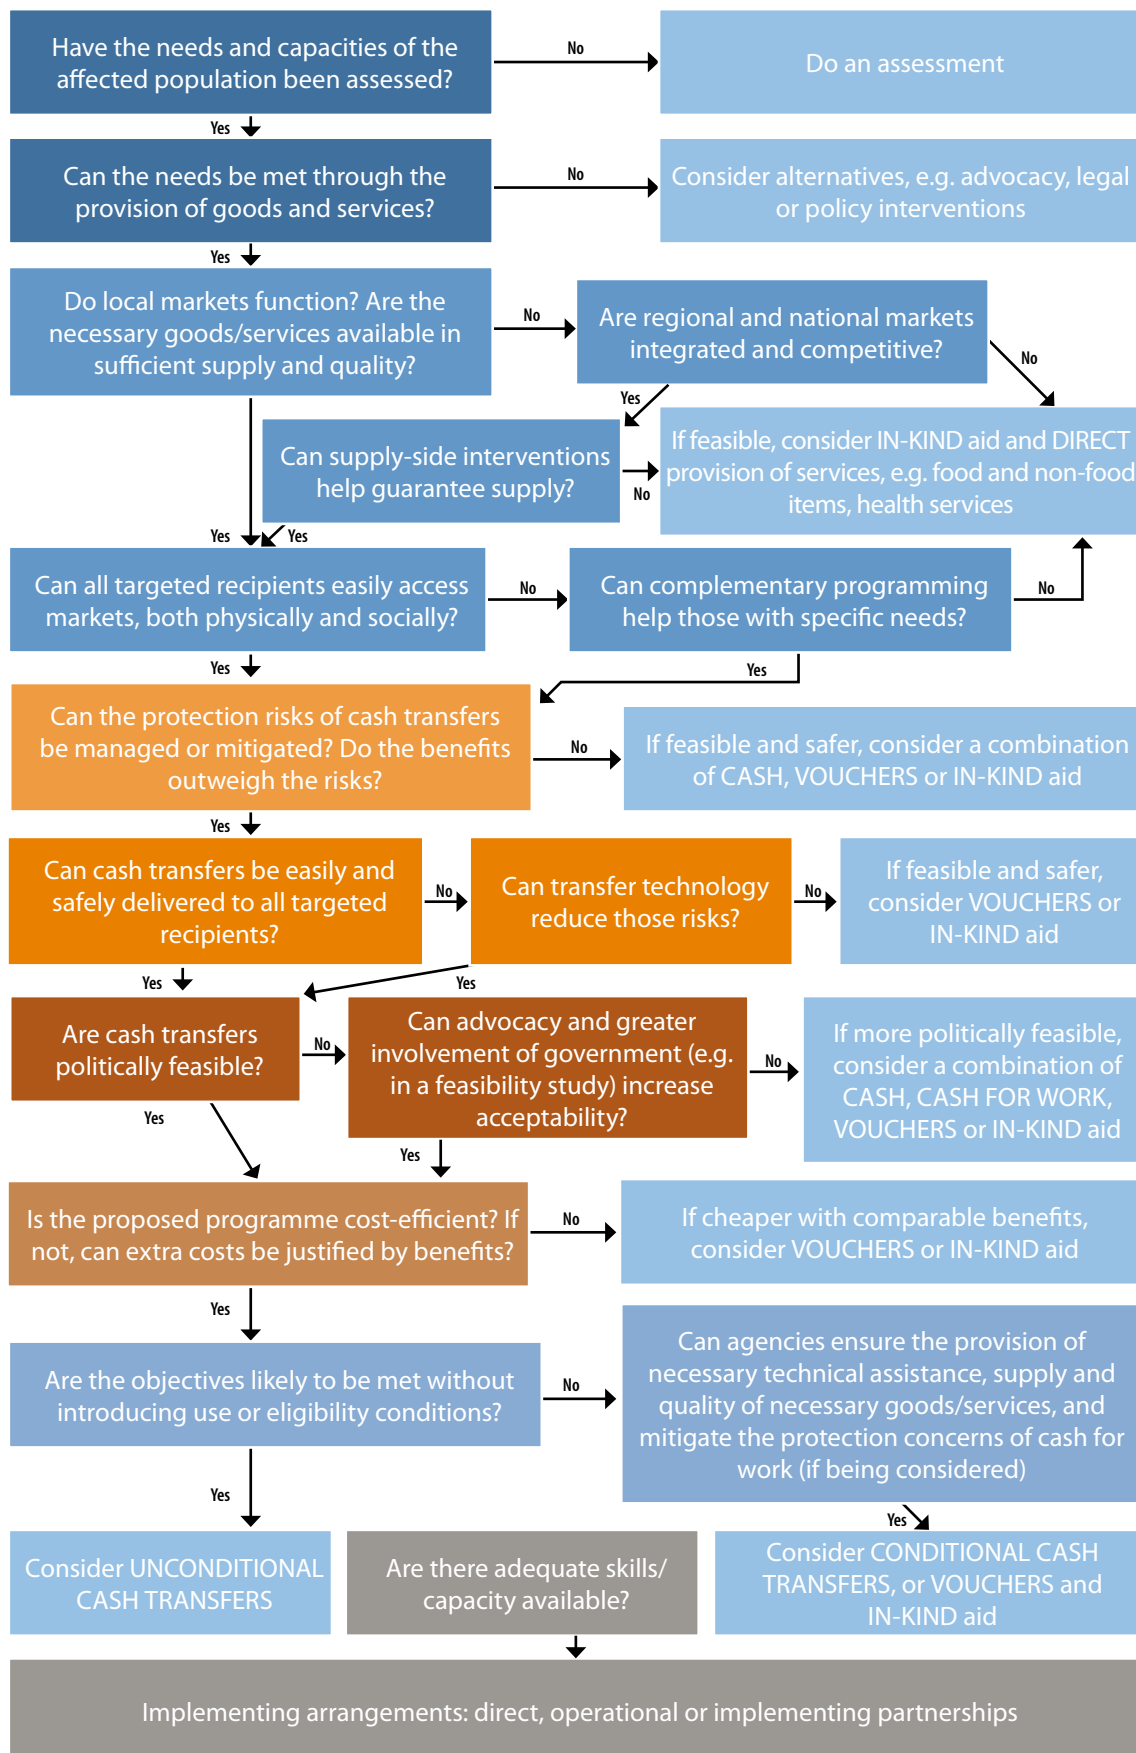 Have the needs and capacities of the
affected population been assessed?
No
Do an assessment
Yes
Can the needs be met through the
provision of goods and services?
No
Consider alternatives, e.g. advocacy, legal
or policy interventions
Yes
Do local markets function? Are the
necessary goods/services available in
sufficient supply and quality?
No
Are regional and national markets
integrated and competitive?
No
Yes
Can supply-side interventions
help guarantee supply?
No
If feasible, consider IN-KIND aid and DIRECT
provision of services, e.g. food and non-food
items, health services
Yes
Yes
Can all targeted recipients easily access
markets, both physically and socially?
No
Can complementary programming
help those with specific needs?
No
Yes
Yes
Can the protection risks of cash transfers
be managed or mitigated? Do the benefits
outweigh the risks?
No
If feasible and safer, consider a combination
of CASH, VOUCHERS or IN-KIND aid
Yes
Can cash transfers be easily and
safely delivered to all targeted
recipients?
No
Can transfer technology
reduce those risks?
No
If feasible and safer,
consider VOUCHERS or
IN-KIND aid
Yes
Yes
Are cash transfers
politically feasible?
No
Can advocacy and greater
involvement of government (e.g.
in a feasibility study) increase
acceptability?
No
If more politically feasible,
consider a combination of
CASH, CASH FOR WORK,
VOUCHERS or IN-KIND aid
Yes
Yes
Is the proposed programme cost-efficient? If
not, can extra costs be justified by benefits?
No
If cheaper with comparable benefits,
consider VOUCHERS or IN-KIND aid
Yes
Are the objectives likely to be met without
introducing use or eligibility conditions?
No
Can agencies ensure the provision of
necessary technical assistance, supply and
quality of necessary goods/services, and
mitigate the protection concerns of cash for
work (if being considered)
Yes
Yes
Consider UNCONDITIONAL
CASH TRANSFERS
Are there adequate skills/
capacity available?
Consider CONDITIONAL CASH
TRANSFERS, or VOUCHERS and
IN-KIND aid
Implementing arrangements: direct, operational or implementing partnerships